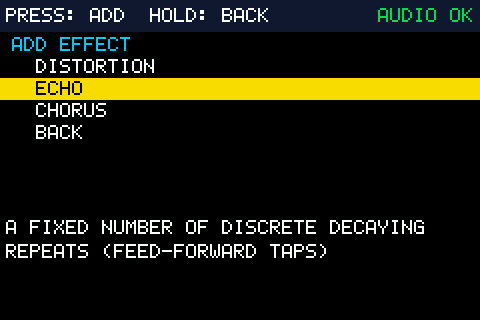 PRESS: ADD  HOLD: BACK  AUDIO OK
ADD EFFECT
DISTORTION
ECHO
CHORUS
BACK
A FIXED NUMBER OF DISCRETE DECAYING
REPEATS (FEED-FORWARD TAPS)